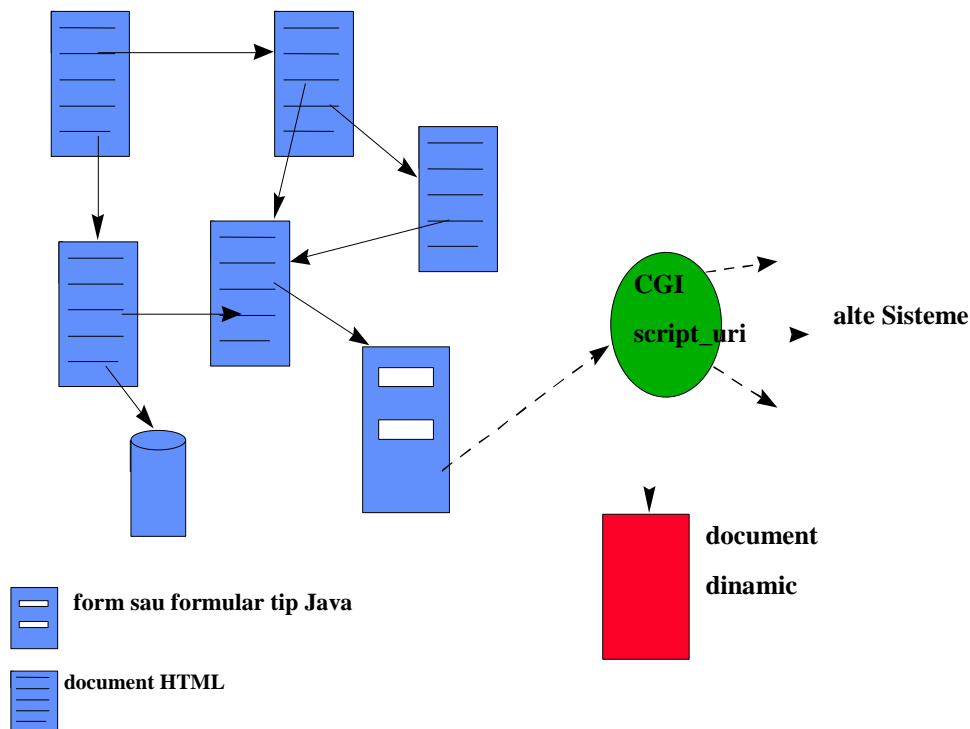 CGI
script_uri
alte Sisteme
document
dinamic
form sau formular tip Java
document HTML